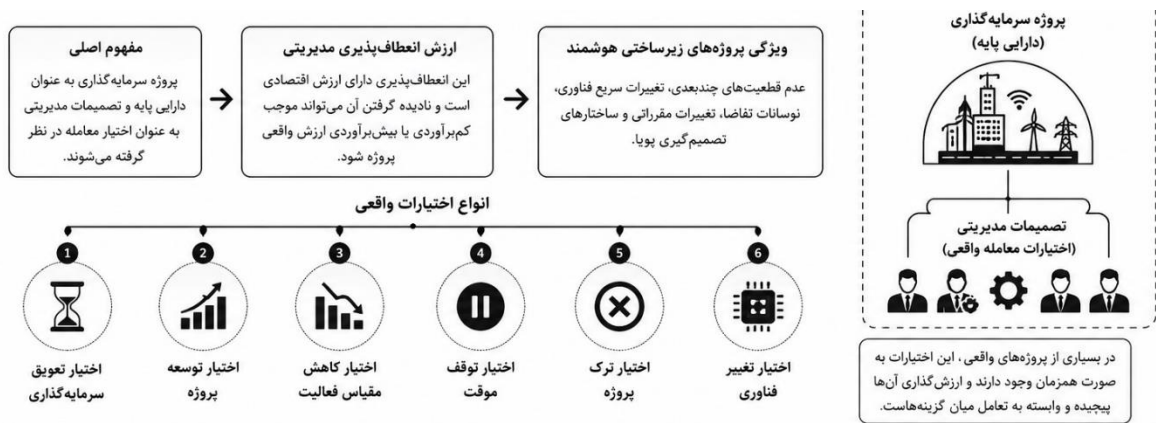 مفهوم اصلی
پروژه سرمایه‌گذاری به عنوان
دارایی پایه و تصمیمات مدیریتی
به عنوان اختیار معامله در نظر
گرفته می‌شوند.
ارزش انعطاف‌پذیری مدیریتی
این انعطاف‌پذیری دارای ارزش اقتصادی
است و نادیده گرفتن آن می‌تواند موجب
کم‌برآوردی یا بیش‌برآوردی ارزش واقعی
پروژه شود.
ویژگی پروژه‌های زیرساختی هوشمند
عدم قطعیت‌های چندبعدی، تغییرات سریع فناوری،
نوسانات تقاضا، تغییرات مقرراتی و ساختارهای
تصمیم‌گیری پویا.
انواع اختیارات واقعی
1
اختیار تعویق
سرمایه‌گذاری
2
اختیار توسعه
پروژه
3
اختیار کاهش
مقیاس فعالیت
4
اختیار توقف
موقت
5
اختیار ترک
پروژه
6
اختیار تغییر
فناوری
پروژه سرمایه‌گذاری
(دارایی پایه)
تصمیمات مدیریتی
(اختیارات معامله واقعی)
در بسیاری از پروژه‌های واقعی، این اختیارات به
صورت همزمان وجود دارند و ارزش‌گذاری آن‌ها
پیچیده و وابسته به تعامل میان گزینه‌هاست.